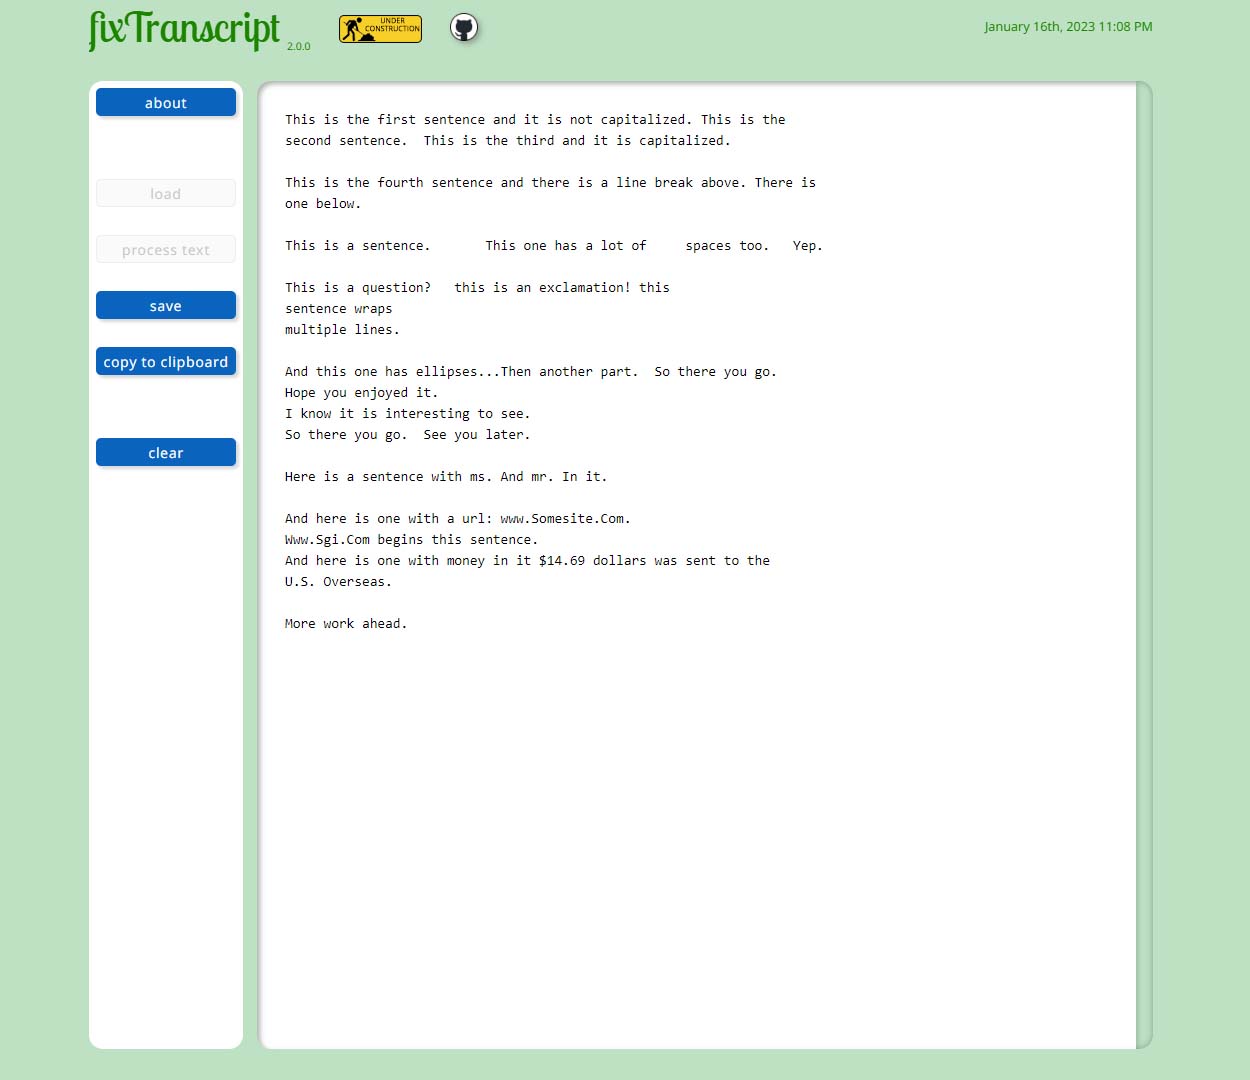 fixTranscript 2.0.0
UNDER
CONSTRUCTION
January 16th, 2023 11:08 PM
about
load
process text
save
copy to clipboard
clear
This is the first sentence and it is not capitalized. This is the
second sentence.  This is the third and it is capitalized.

This is the fourth sentence and there is a line break above. There is
one below.

This is a sentence.       This one has a lot of     spaces too.   Yep.

This is a question?   this is an exclamation! this
sentence wraps
multiple lines.

And this one has ellipses...Then another part.  So there you go.
Hope you enjoyed it.
I know it is interesting to see.
So there you go.  See you later.

Here is a sentence with ms. And mr. In it.

And here is one with a url: www.Somesite.Com.
Www.Sgi.Com begins this sentence.
And here is one with money in it $14.69 dollars was sent to the
U.S. Overseas.

More work ahead.